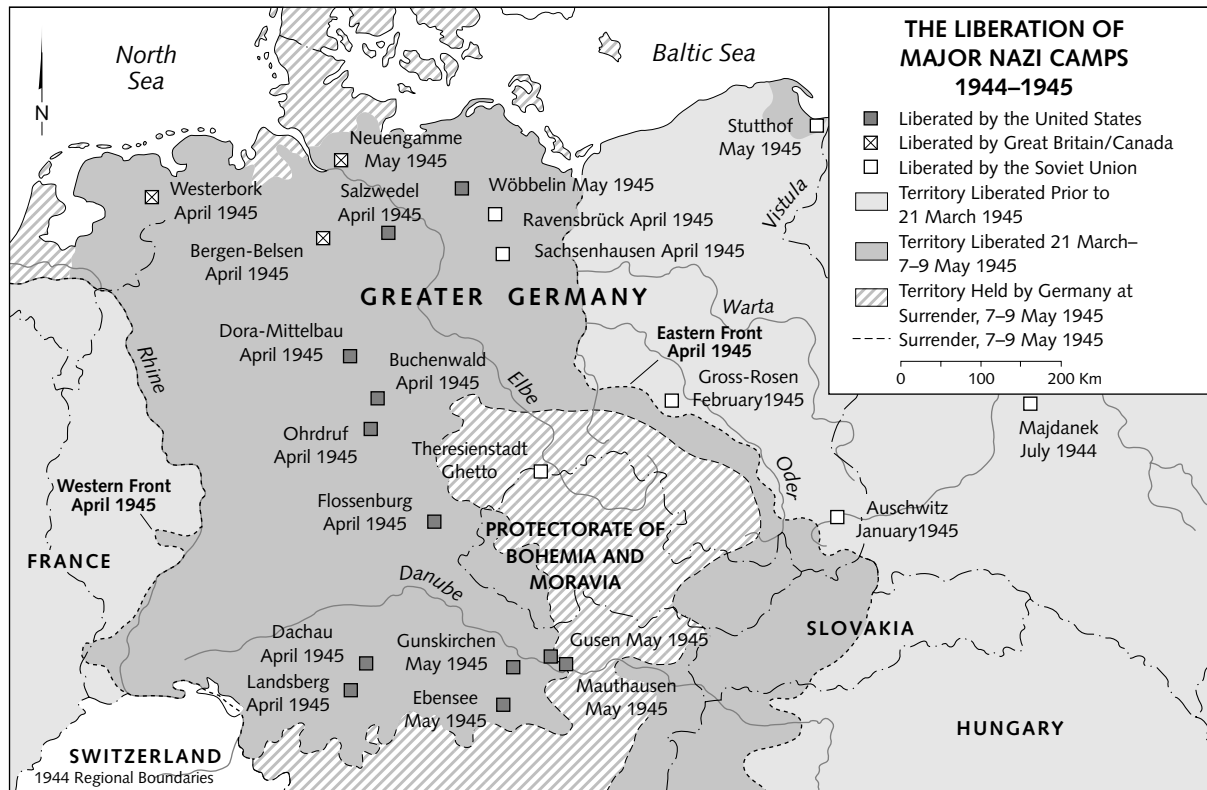 North
Sea
Baltic Sea
N
THE LIBERATION OF
MAJOR NAZI CAMPS
1944–1945
Liberated by the United States
Liberated by Great Britain/Canada
Liberated by the Soviet Union
Territory Liberated Prior to
21 March 1945
Territory Liberated 21 March–
7–9 May 1945
Territory Held by Germany at
Surrender, 7–9 May 1945
Surrender, 7–9 May 1945
0 100 200 Km
Stutthof
May 1945
Vistula
Neuengamme
May 1945
Westerbork
April 1945
Salzwedel
April 1945
Wöbbelin May 1945
Ravensbrück April 1945
Sachsenhausen April 1945
Bergen-Belsen
April 1945
GREATER GERMANY
Warta
Eastern Front
April 1945
Dora-Mittelbau
April 1945
Rhine
Buchenwald
April 1945
Elbe
Gross-Rosen
February1945
Majdanek
July 1944
Ohrdruf
April 1945
Theresienstadt
Ghetto
Oder
Western Front
April 1945
Flossenburg
April 1945
Auschwitz
January1945
PROTECTORATE OF
BOHEMIA AND
MORAVIA
FRANCE
Danube
SLOVAKIA
Dachau
April 1945
Gunskirchen
May 1945
Gusen May 1945
Landsberg
April 1945
Ebensee
May 1945
Mauthausen
May 1945
HUNGARY
SWITZERLAND
1944 Regional Boundaries